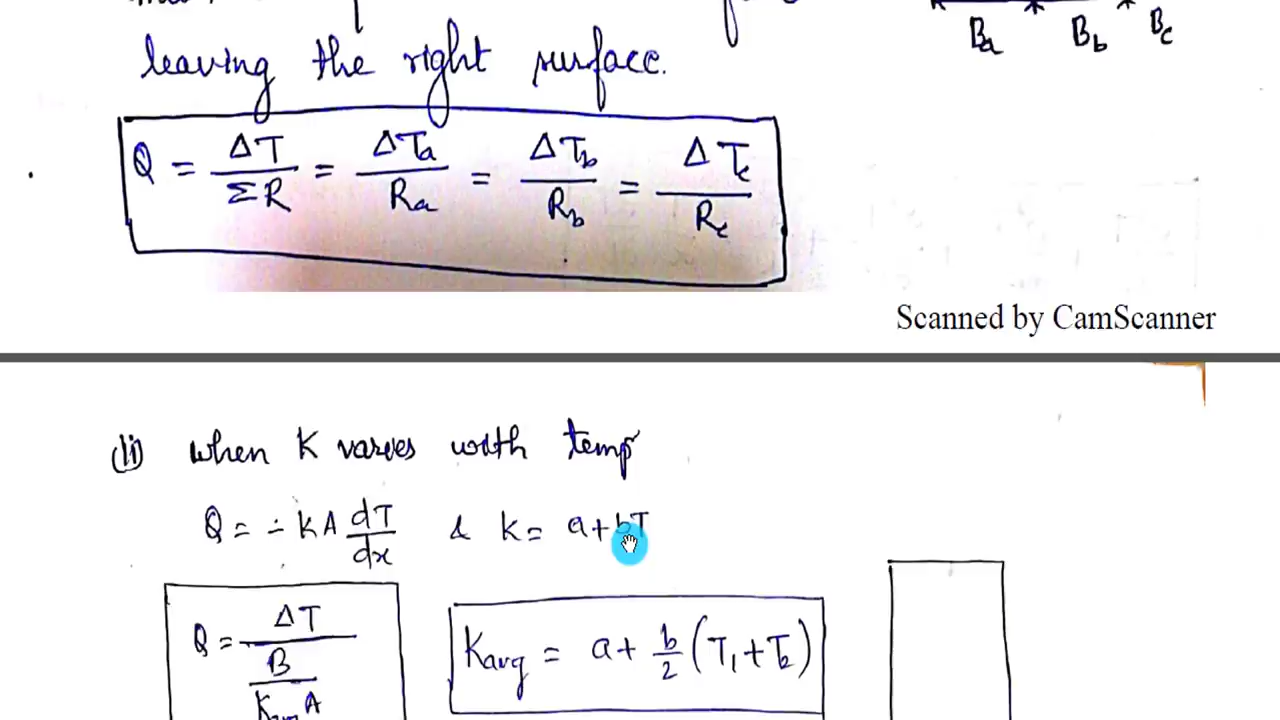 Ba Bb Bc
leaving the right surface.
Q = ΔT/ΣR = ΔTa/Ra = ΔTb/Rb = ΔTc/Rc
Scanned by CamScanner
(ii) when K varies with temp
Q = - KA dT/dx & K = a+bT
Q = ΔT/(B/(Kavg A))
Kavg = a + b/2 (T1 + T2)